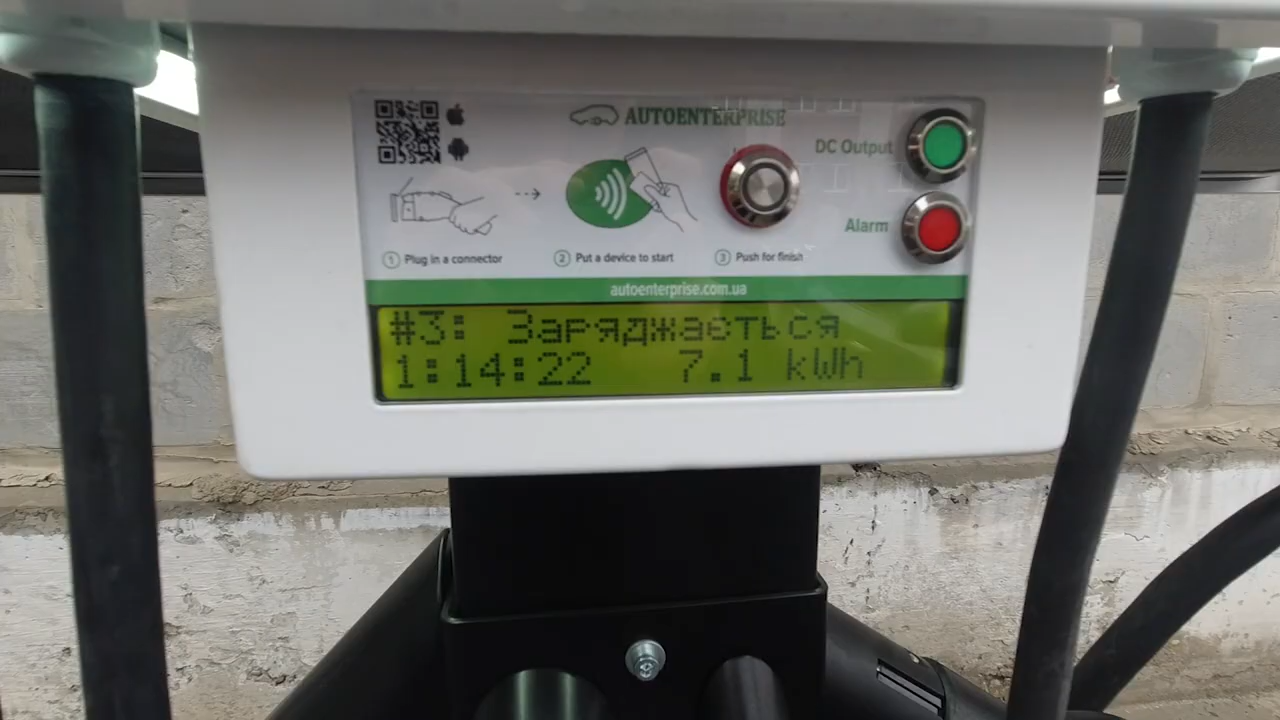 AUTOENTERPRISE
DC Output
Alarm
1 Plug in a connector
2 Put a device to start
3 Push for finish
autoenterprise.com.ua
#3: Заряджається
1:14:22 7.1 kWh